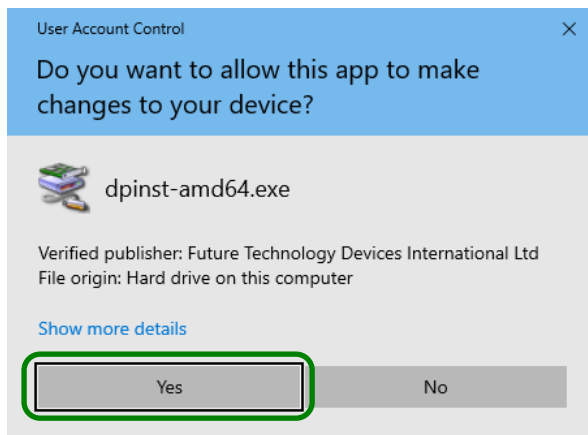 User Account Control
Do you want to allow this app to make
changes to your device?
dpinst-amd64.exe
Verified publisher: Future Technology Devices International Ltd
File origin: Hard drive on this computer
Show more details
Yes
No